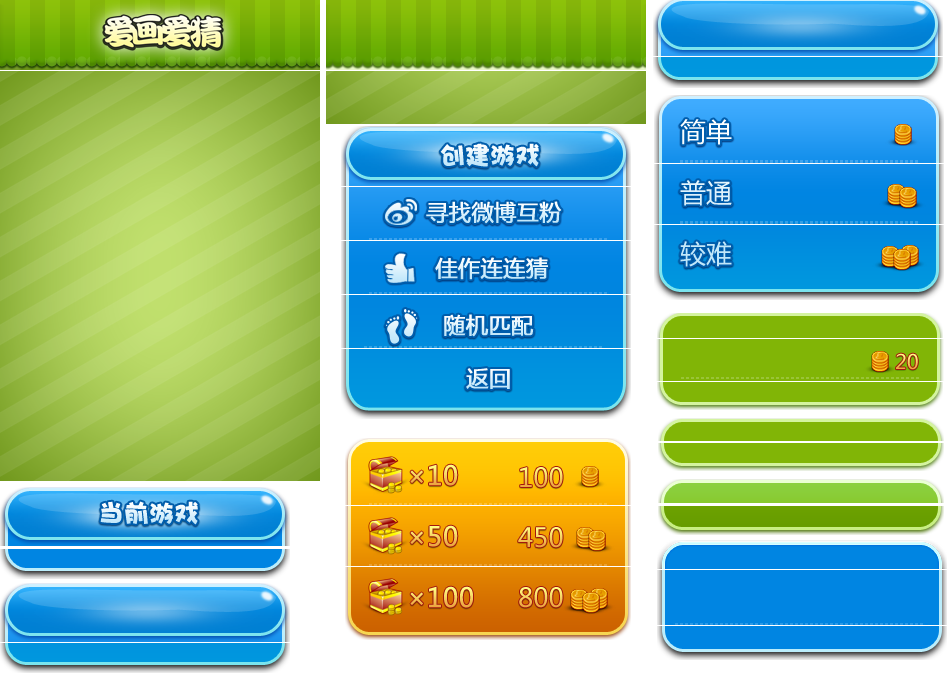 爱画爱猜
当前游戏
创建游戏
寻找微博互粉
佳作连连猜
随机匹配
返回
×10 100
×50 450
×100 800
简单
普通
较难
20